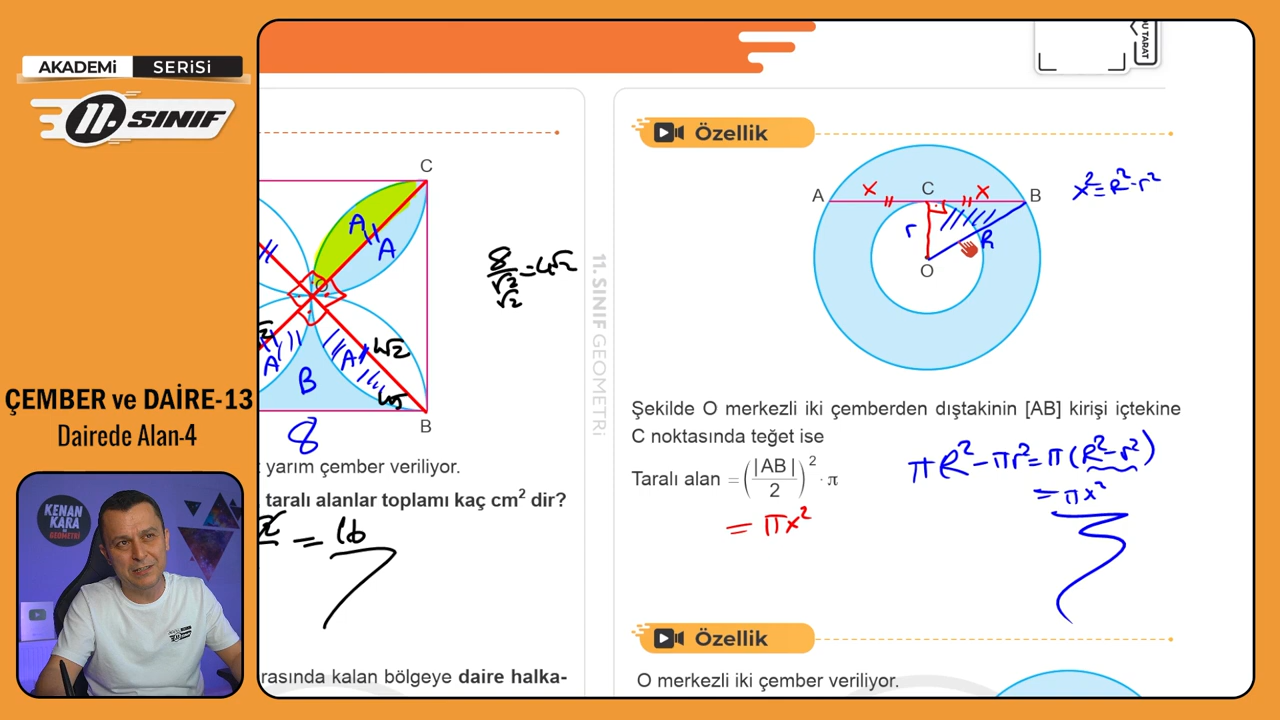 AKADEMİ SERİSİ
11. SINIF
ÇEMBER ve DAİRE-13
Dairede Alan-4
KENAN
KARA
GEOMETRİ
C
A
A
O
A
A
B
4√2
B
8
8/√2 = 4√2
√2
yarım çember veriliyor.
taralı alanlar toplamı kaç cm² dir?
= 16
rasında kalan bölgeye daire halka-
11. SINIF GEOMETRİ
Özellik
A
x
C
x
B
r
R
O
x² = R² - r²
Şekilde O merkezli iki çemberden dıştakinin [AB] kirişi içtekine
C noktasında teğet ise
Taralı alan = (|AB|/2)² · π
= πx²
πR² - πr² = π(R² - r²)
= πx²
Özellik
O merkezli iki çember veriliyor.